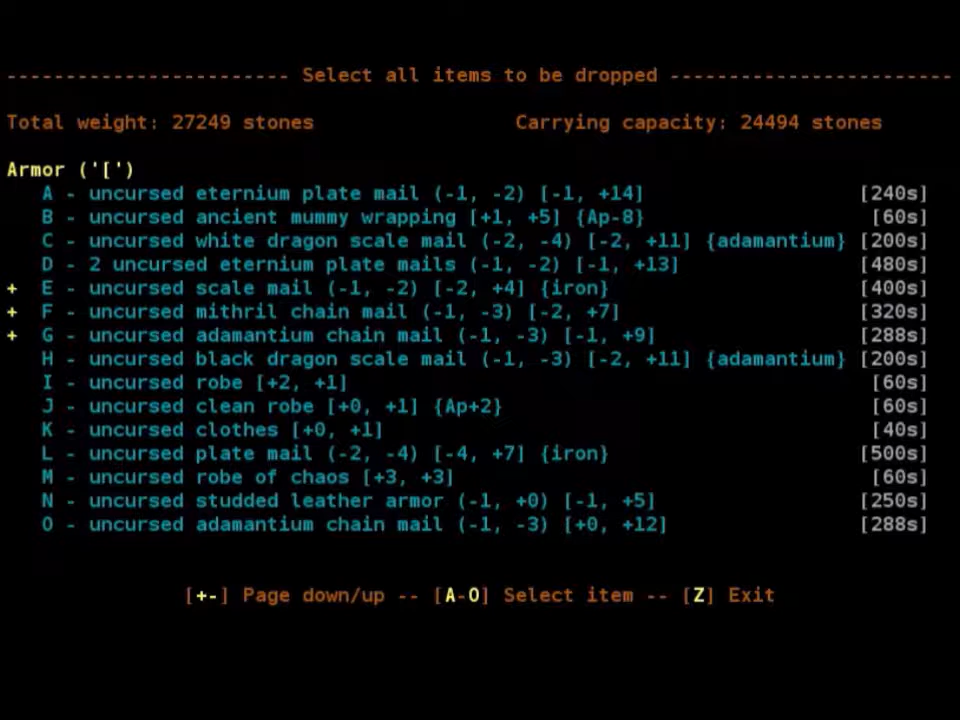 ------------------------ Select all items to be dropped ------------------------
Total weight: 27249 stones Carrying capacity: 24494 stones
Armor ('[')
A - uncursed eternium plate mail (-1, -2) [-1, +14] [240s]
B - uncursed ancient mummy wrapping [+1, +5] {Ap-8} [60s]
C - uncursed white dragon scale mail (-2, -4) [-2, +11] {adamantium} [200s]
D - 2 uncursed eternium plate mails (-1, -2) [-1, +13] [480s]
+ E - uncursed scale mail (-1, -2) [-2, +4] {iron} [400s]
+ F - uncursed mithril chain mail (-1, -3) [-2, +7] [320s]
+ G - uncursed adamantium chain mail (-1, -3) [-1, +9] [288s]
H - uncursed black dragon scale mail (-1, -3) [-2, +11] {adamantium} [200s]
I - uncursed robe [+2, +1] [60s]
J - uncursed clean robe [+0, +1] {Ap+2} [60s]
K - uncursed clothes [+0, +1] [40s]
L - uncursed plate mail (-2, -4) [-4, +7] {iron} [500s]
M - uncursed robe of chaos [+3, +3] [60s]
N - uncursed studded leather armor (-1, +0) [-1, +5] [250s]
O - uncursed adamantium chain mail (-1, -3) [+0, +12] [288s]
[+-] Page down/up -- [A-O] Select item -- [Z] Exit